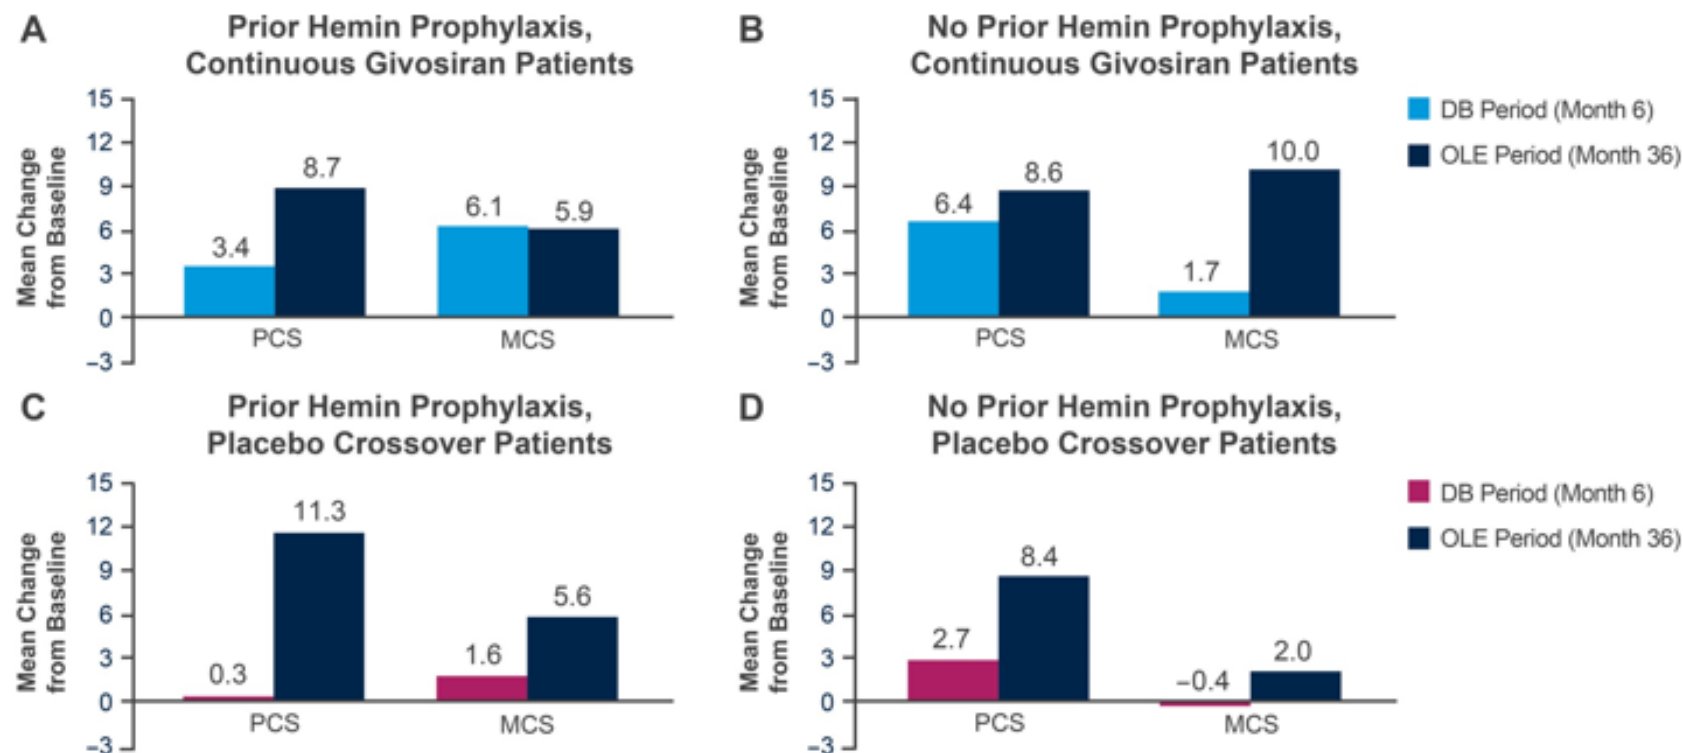 A
Prior Hemin Prophylaxis,
Continuous Givosiran Patients
Mean Change
from Baseline
15
12
9
6
3
0
−3
3.4
8.7
6.1
5.9
PCS
MCS
B
No Prior Hemin Prophylaxis,
Continuous Givosiran Patients
Mean Change
from Baseline
15
12
9
6
3
0
−3
6.4
8.6
1.7
10.0
PCS
MCS
DB Period (Month 6)
OLE Period (Month 36)
C
Prior Hemin Prophylaxis,
Placebo Crossover Patients
Mean Change
from Baseline
15
12
9
6
3
0
−3
0.3
11.3
1.6
5.6
PCS
MCS
D
No Prior Hemin Prophylaxis,
Placebo Crossover Patients
Mean Change
from Baseline
15
12
9
6
3
0
−3
2.7
8.4
−0.4
2.0
PCS
MCS
DB Period (Month 6)
OLE Period (Month 36)